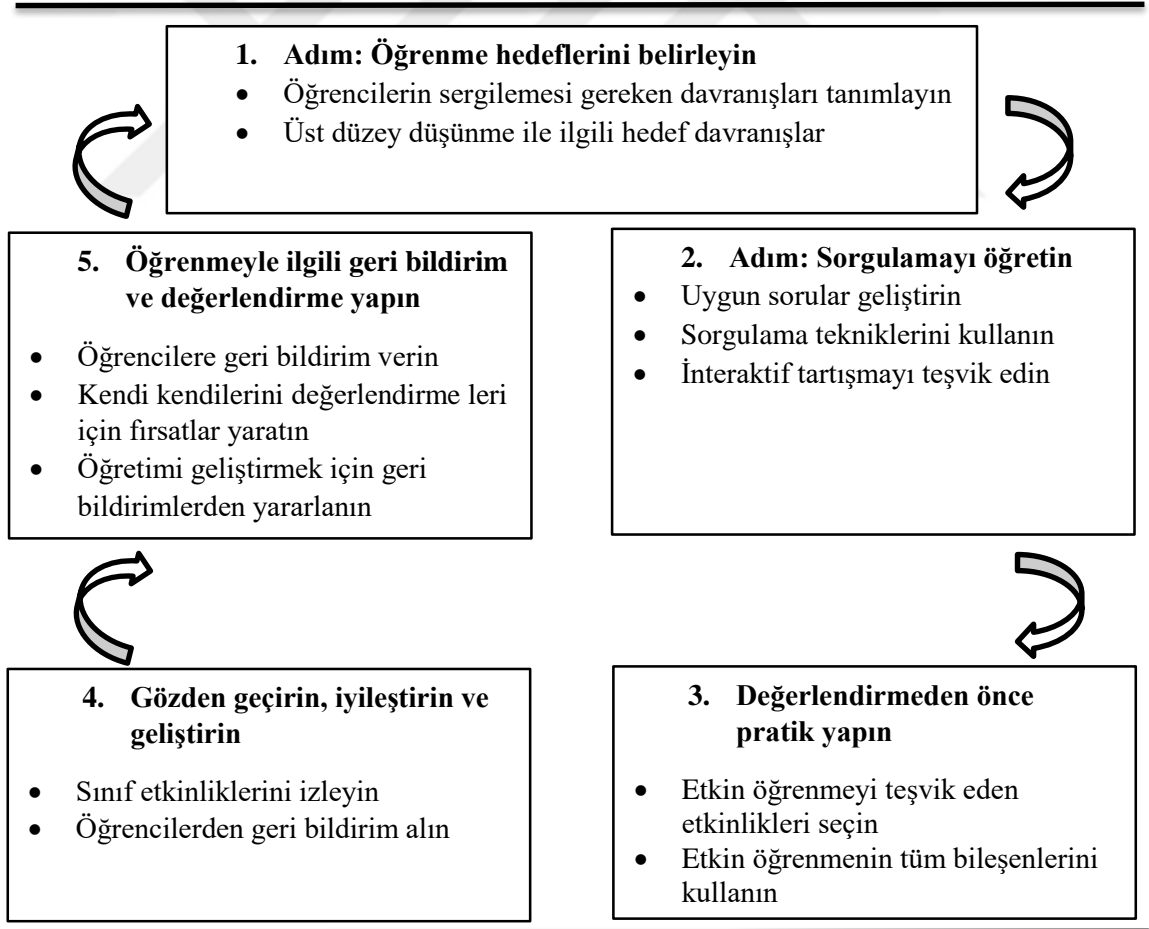 1. Adım: Öğrenme hedeflerini belirleyin
• Öğrencilerin sergilemesi gereken davranışları tanımlayın
• Üst düzey düşünme ile ilgili hedef davranışlar
2. Adım: Sorgulamayı öğretin
• Uygun sorular geliştirin
• Sorgulama tekniklerini kullanın
• İnteraktif tartışmayı teşvik edin
3. Değerlendirmeden önce
pratik yapın
• Etkin öğrenmeyi teşvik eden
etkinlikleri seçin
• Etkin öğrenmenin tüm bileşenlerini
kullanın
4. Gözden geçirin, iyileştirin ve
geliştirin
• Sınıf etkinliklerini izleyin
• Öğrencilerden geri bildirim alın
5. Öğrenmeyle ilgili geri bildirim
ve değerlendirme yapın
• Öğrencilere geri bildirim verin
• Kendi kendilerini değerlendirme leri
için fırsatlar yaratın
• Öğretimi geliştirmek için geri
bildirimlerden yararlanın